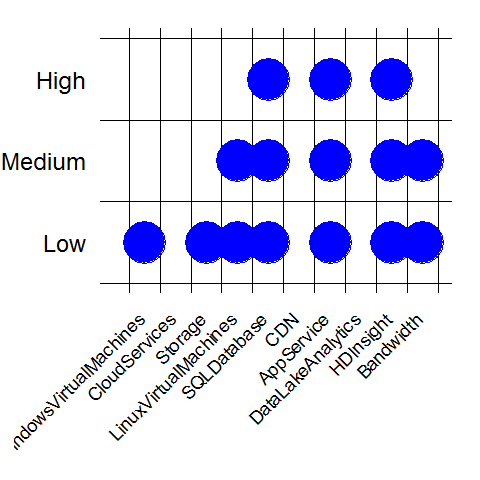 High
Medium
Low
ndowsVirtualMachines
CloudServices
Storage
LinuxVirtualMachines
SQLDatabase
CDN
AppService
DataLakeAnalytics
HDInsight
Bandwidth